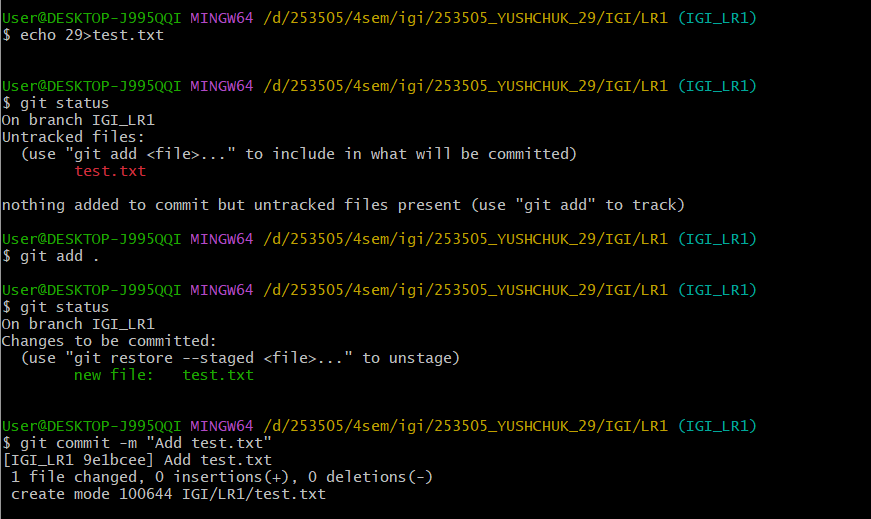 User@DESKTOP-J995QQI MINGW64 /d/253505/4sem/igi/253505_YUSHCHUK_29/IGI/LR1 (IGI_LR1)
$ echo 29>test.txt
User@DESKTOP-J995QQI MINGW64 /d/253505/4sem/igi/253505_YUSHCHUK_29/IGI/LR1 (IGI_LR1)
$ git status
On branch IGI_LR1
Untracked files:
  (use "git add <file>..." to include in what will be committed)
        test.txt
nothing added to commit but untracked files present (use "git add" to track)
User@DESKTOP-J995QQI MINGW64 /d/253505/4sem/igi/253505_YUSHCHUK_29/IGI/LR1 (IGI_LR1)
$ git add .
User@DESKTOP-J995QQI MINGW64 /d/253505/4sem/igi/253505_YUSHCHUK_29/IGI/LR1 (IGI_LR1)
$ git status
On branch IGI_LR1
Changes to be committed:
  (use "git restore --staged <file>..." to unstage)
        new file:   test.txt
User@DESKTOP-J995QQI MINGW64 /d/253505/4sem/igi/253505_YUSHCHUK_29/IGI/LR1 (IGI_LR1)
$ git commit -m "Add test.txt"
[IGI_LR1 9e1bcee] Add test.txt
 1 file changed, 0 insertions(+), 0 deletions(-)
 create mode 100644 IGI/LR1/test.txt